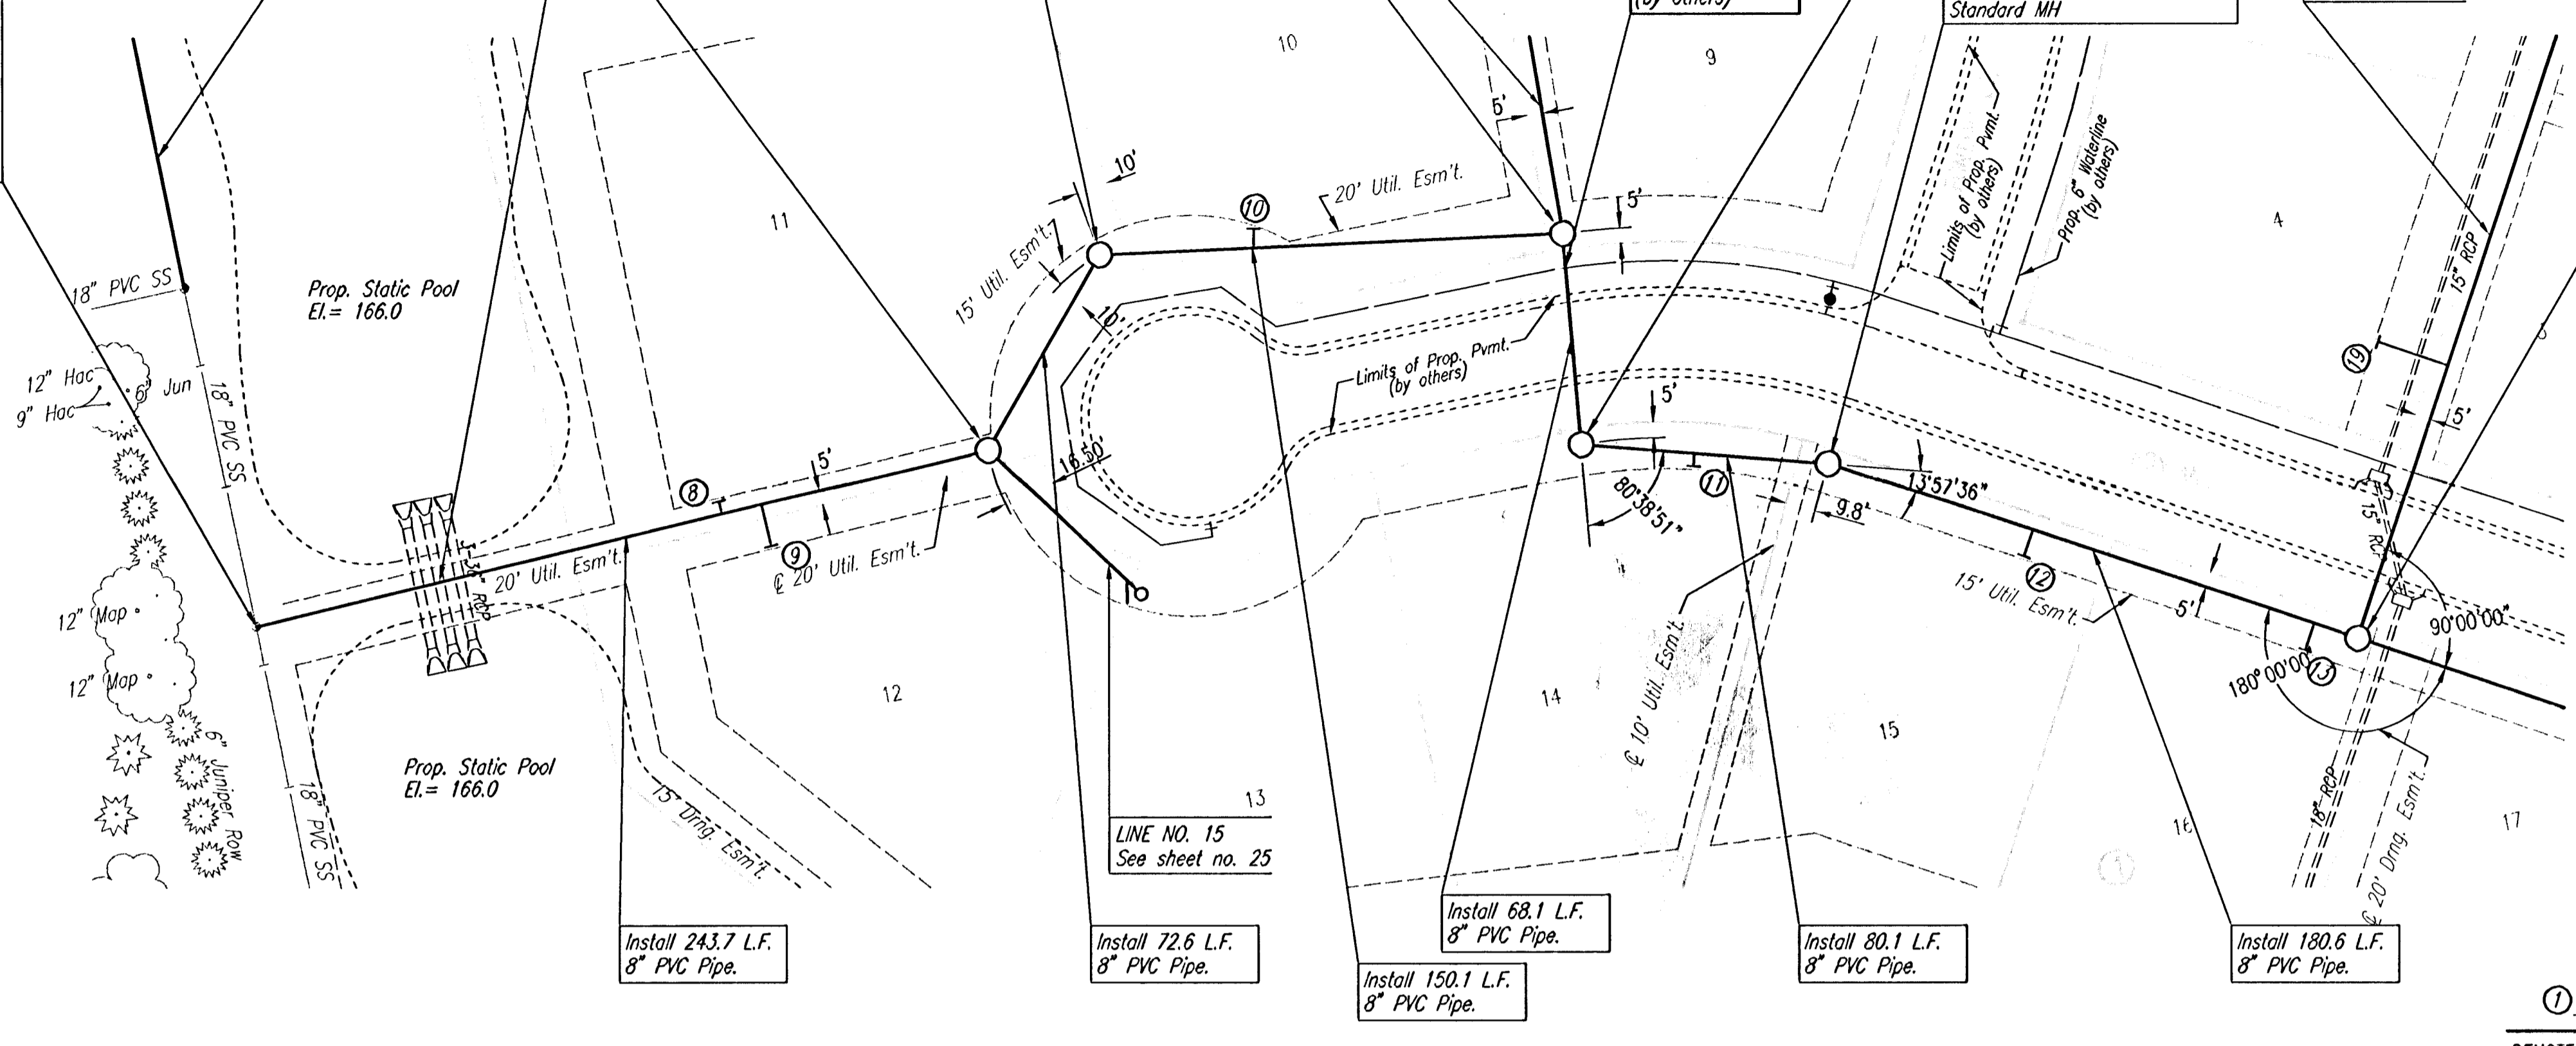 (by others)
Standard MH
10
9
5'
10'
20' Util. Esm't.
10
5'
11
15' Util. Esm't.
Limits of Prop. Pvmt.
(by others)
Prop. 6" Waterline
(by others)
4
15" RCP
18" PVC SS
Prop. Static Pool
El.= 166.0
10'
Limits of Prop. Pvmt.
(by others)
19
12" Hac
9" Hac
6" Jun
18" PVC SS
5'
5'
5'
16.50'
8
9
20' Util. Esm't.
℄ 20' Util. Esm't.
36" RCP
80°38'51"
11
9.8'
13°57'36"
15" RCP
12
15' Util. Esm't.
5'
90°00'00"
180°00'00"
13
12" Map
12" Map
12
14
℄ 10' Util. Esm't.
15
16
17
18" RCP
℄ 20' Drng. Esm't.
6" Juniper Row
18" PVC SS
Prop. Static Pool
El.= 166.0
15' Drng. Esm't.
13
LINE NO. 15
See sheet no. 25
Install 243.7 L.F.
8" PVC Pipe.
Install 72.6 L.F.
8" PVC Pipe.
Install 150.1 L.F.
8" PVC Pipe.
Install 68.1 L.F.
8" PVC Pipe.
Install 80.1 L.F.
8" PVC Pipe.
Install 180.6 L.F.
8" PVC Pipe.
1